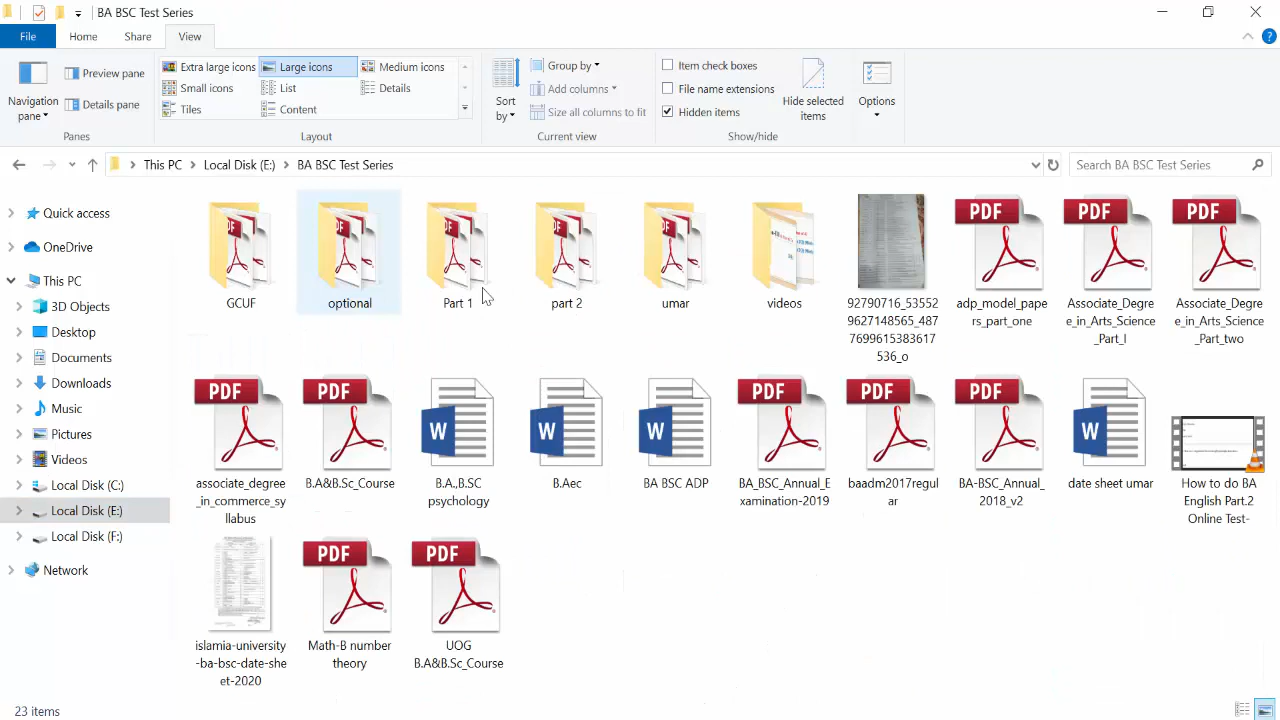 BA BSC Test Series
File
Home
Share
View
Navigation
pane
Preview pane
Details pane
Panes
Extra large icons
Large icons
Medium icons
Small icons
List
Details
Tiles
Content
Layout
Sort
by
Group by
Add columns
Size all columns to fit
Current view
Item check boxes
File name extensions
Hidden items
Hide selected
items
Show/hide
Options
This PC
Local Disk (E:)
BA BSC Test Series
Search BA BSC Test Series
Quick access
OneDrive
This PC
3D Objects
Desktop
Documents
Downloads
Music
Pictures
Videos
Local Disk (C:)
Local Disk (E:)
Local Disk (F:)
Network
GCUF
optional
Part 1
part 2
umar
videos
92790716_53552
9627148565_487
7699615383617
536_o
PDF
adp_model_pape
rs_part_one
PDF
Associate_Degre
e_in_Arts_Science
_Part_I
PDF
Associate_Degre
e_in_Arts_Science
_Part_two
PDF
associate_degree
_in_commerce_sy
llabus
PDF
B.A&B.Sc_Course
W
B.A.,B.SC
psychology
W
B.Aec
W
BA BSC ADP
PDF
BA_BSC_Annual_E
xamination-2019
PDF
baadm2017regul
ar
PDF
BA-BSC_Annual_
2018_v2
W
date sheet umar
How to do BA
English Part.2
Online Test-
islamia-university
-ba-bsc-date-she
et-2020
PDF
Math-B number
theory
PDF
UOG
B.A&B.Sc_Course
23 items